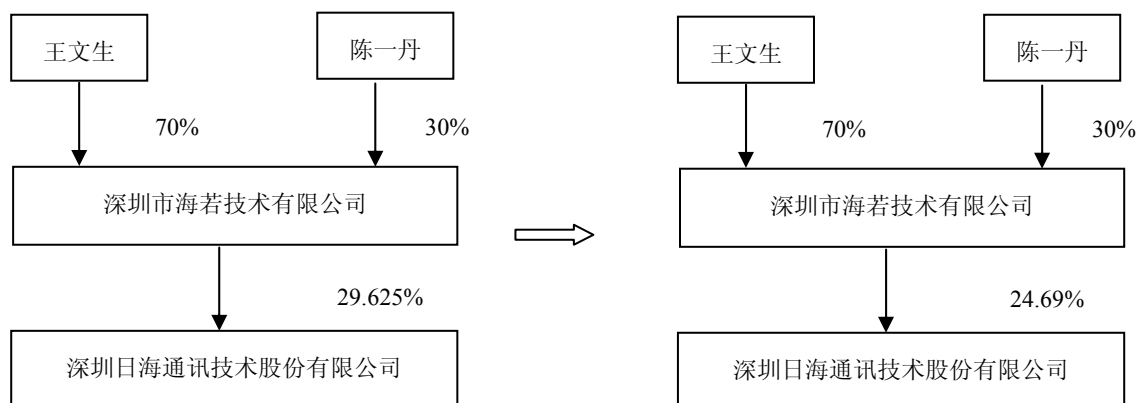 王文生
陈一丹
70%
30%
深圳市海若技术有限公司
29.625%
深圳日海通讯技术股份有限公司
王文生
陈一丹
70%
30%
深圳市海若技术有限公司
24.69%
深圳日海通讯技术股份有限公司